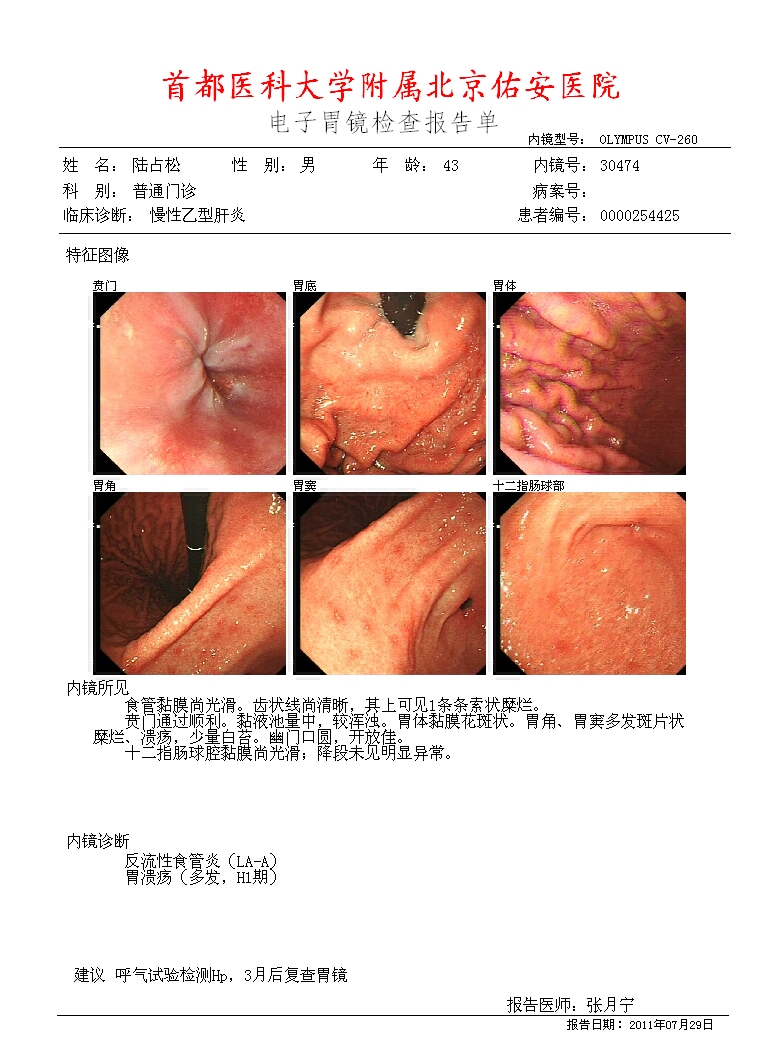 首都医科大学附属北京佑安医院
电子胃镜检查报告单
内镜型号： OLYMPUS CV-260
姓 名： 陆占松 性 别： 男 年 龄： 43 内镜号： 30474
科 别： 普通门诊 病案号：
临床诊断： 慢性乙型肝炎 患者编号： 0000254425
特征图像
贲门 胃底 胃体
胃角 胃窦 十二指肠球部
内镜所见
食管黏膜尚光滑。齿状线尚清晰，其上可见1条条索状糜烂。
贲门通过顺利。黏液池量中，较浑浊。胃体黏膜花斑状。胃角、胃窦多发斑片状
糜烂、溃疡，少量白苔。幽门口圆，开放佳。
十二指肠球腔黏膜尚光滑；降段未见明显异常。
内镜诊断
反流性食管炎（LA-A）
胃溃疡（多发，H1期）
建议 呼气试验检测Hp，3月后复查胃镜
报告医师：张月宁
报告日期：2011年07月29日